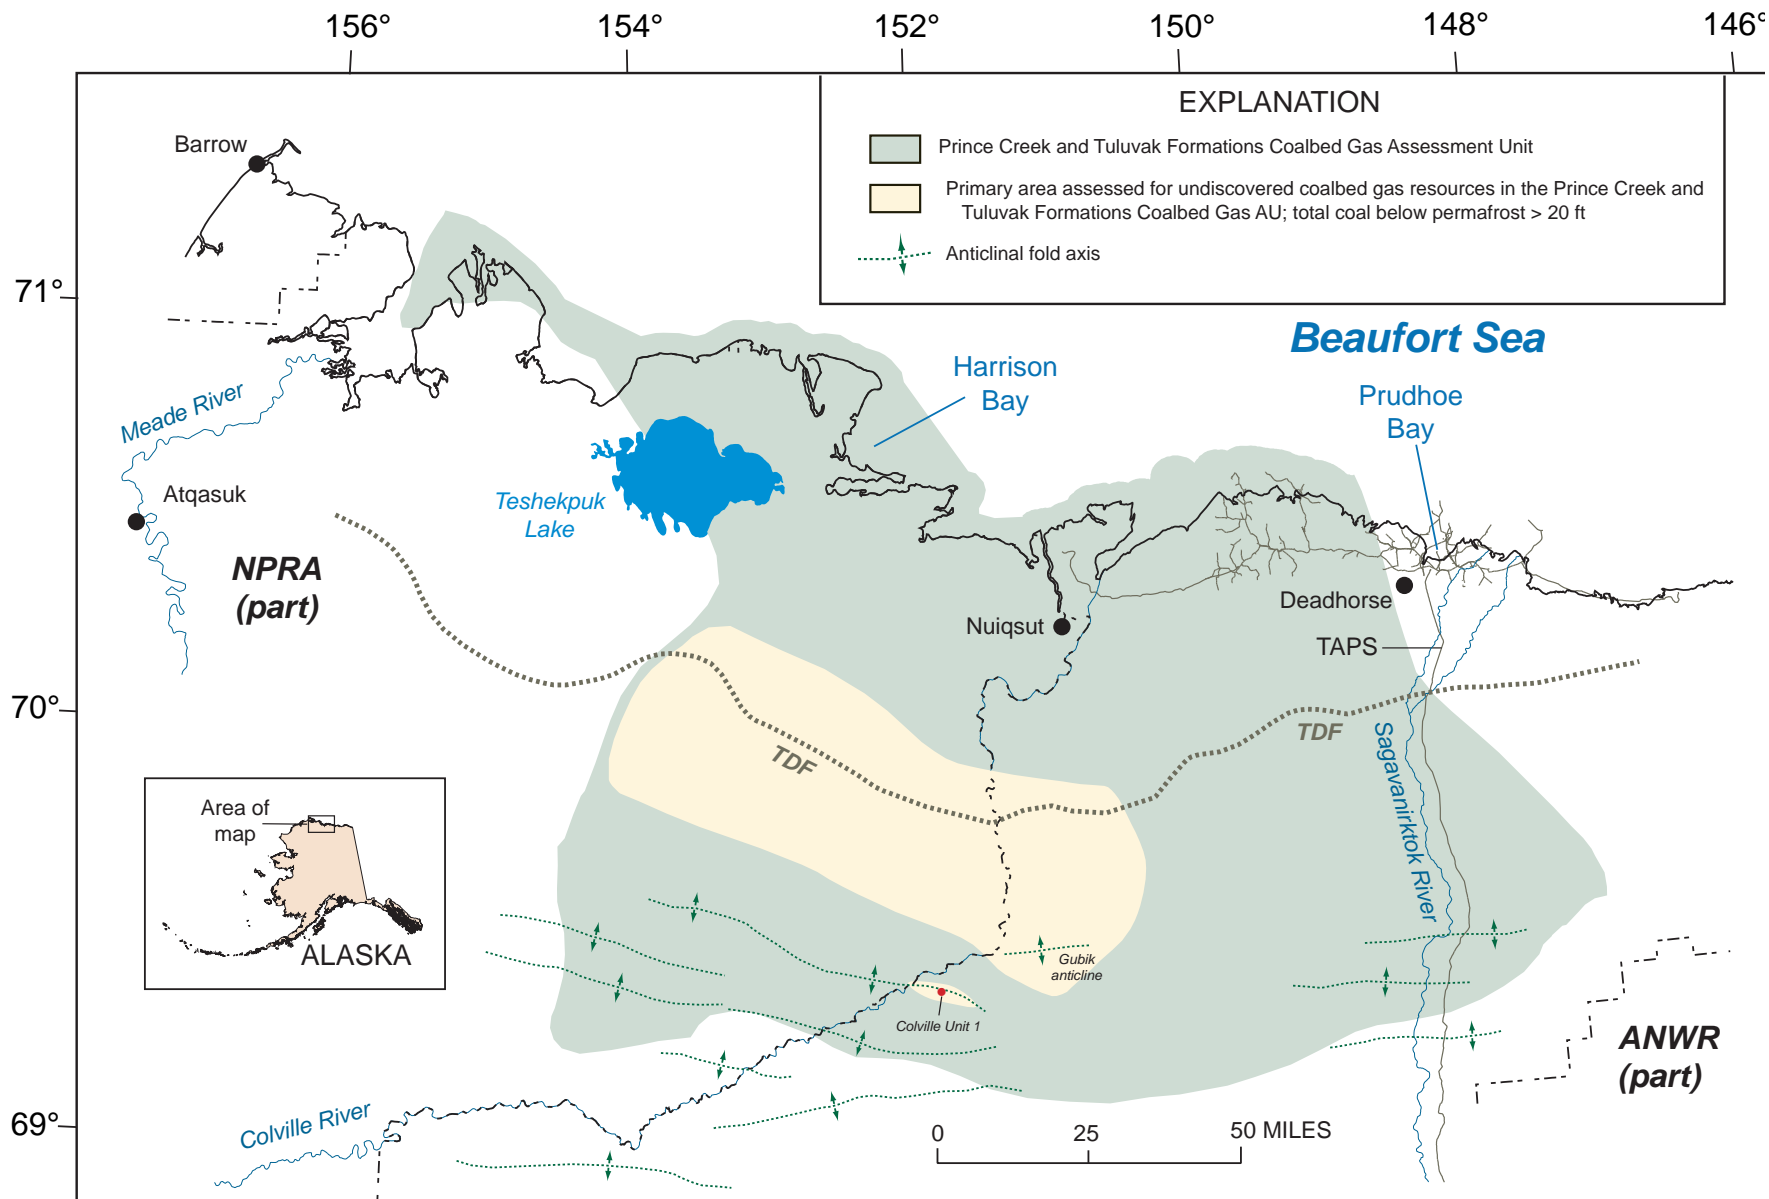 156°
154°
152°
150°
148°
146°
EXPLANATION
Prince Creek and Tuluvak Formations Coalbed Gas Assessment Unit
Primary area assessed for undiscovered coalbed gas resources in the Prince Creek and
Tuluvak Formations Coalbed Gas AU; total coal below permafrost > 20 ft
Anticlinal fold axis
Barrow
71°
Beaufort Sea
Harrison
Bay
Prudhoe
Bay
Meade River
Atqasuk
Teshekpuk
Lake
NPRA
(part)
Nuiqsut
Deadhorse
TAPS
70°
TDF
TDF
Sagavanirktok River
Area of
map
ALASKA
Gubik
anticline
Colville Unit 1
ANWR
(part)
69°
Colville River
0
25
50 MILES